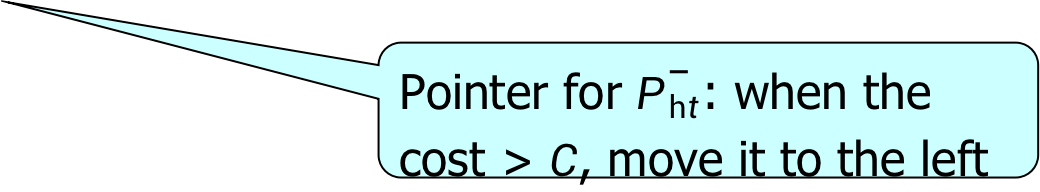 Pointer for P⁻ₕₜ: when the
cost > C, move it to the left